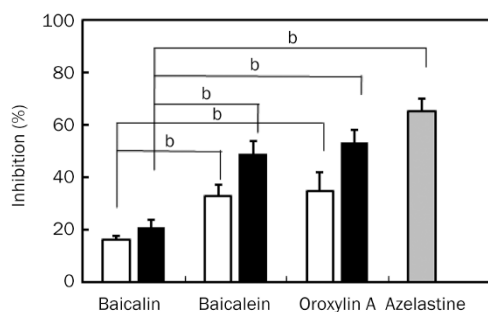 100
80
60
40
20
0
Inhibition (%)
b
b
b
b
b
Baicalin Baicalein Oroxylin A Azelastine